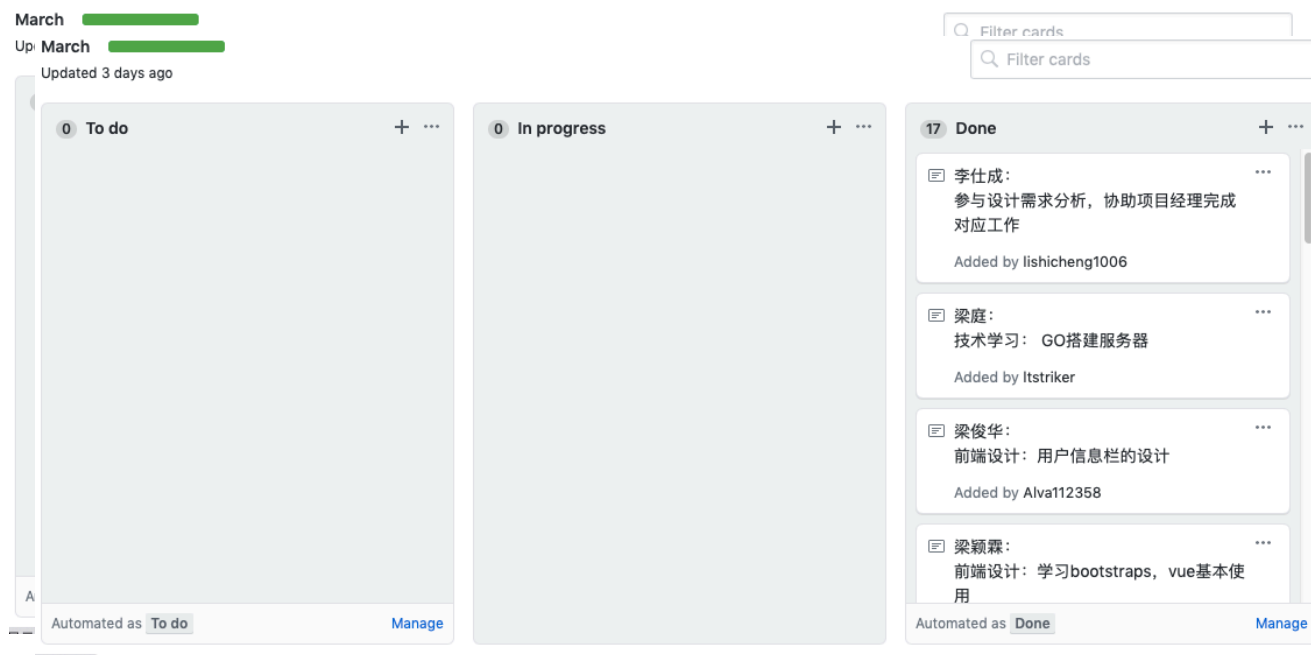 March
Filter cards
Up
March
Updated 3 days ago
Filter cards
0 To do
0 In progress
17 Done
李仕成：
参与设计需求分析，协助项目经理完成
对应工作
Added by lishicheng1006
梁庭：
技术学习： GO搭建服务器
Added by ltstriker
梁俊华：
前端设计：用户信息栏的设计
Added by Alva112358
梁颖霖：
前端设计：学习bootstraps，vue基本使
用
A
Automated as To do
Manage
Automated as Done
Manage